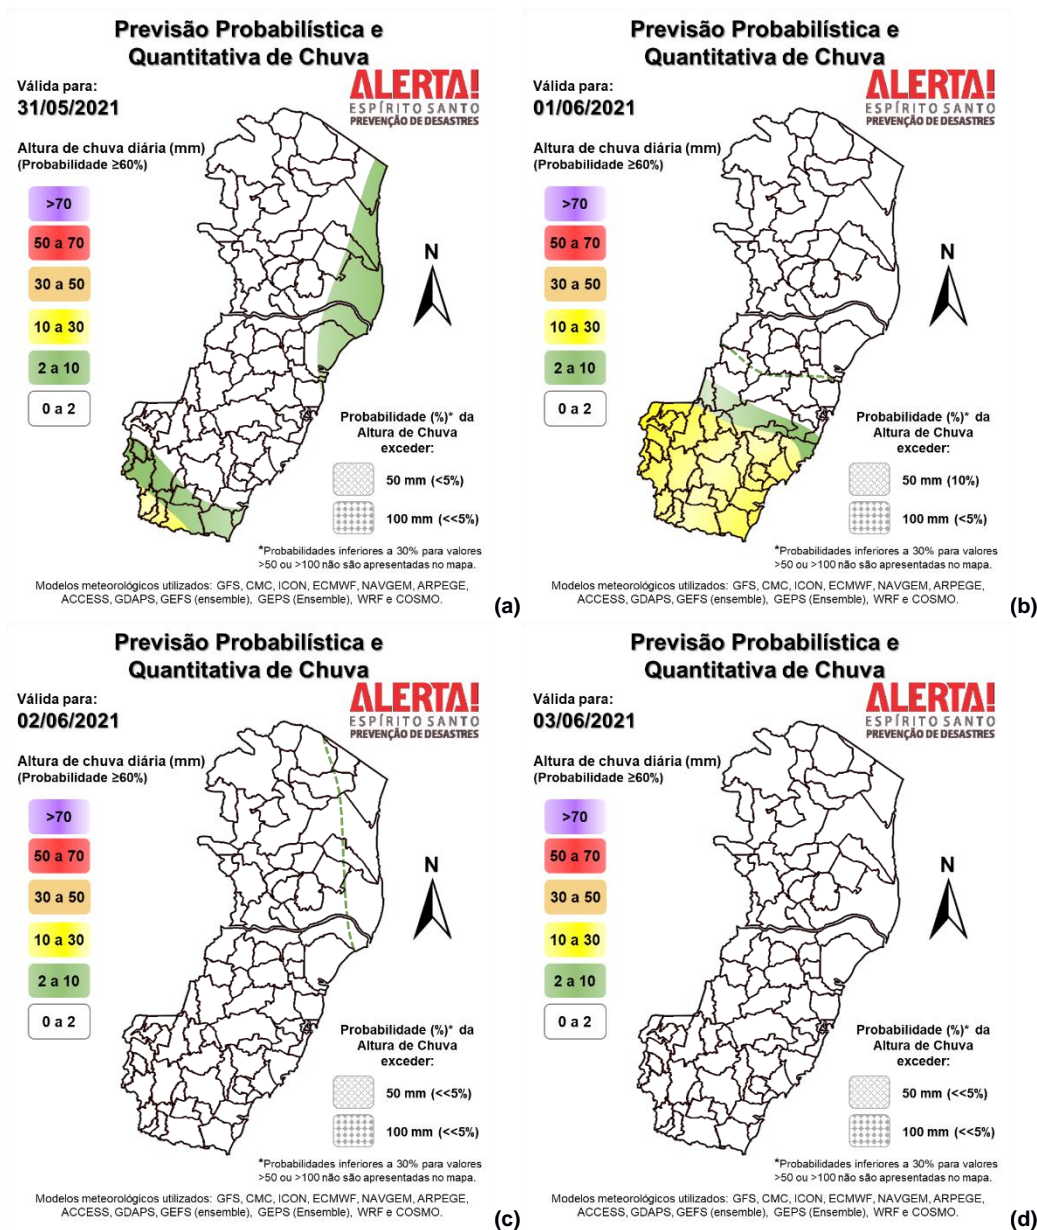 Previsão Probabilística e
Quantitativa de Chuva
Válida para:
31/05/2021
ALERTA!
ESPÍRITO SANTO
PREVENÇÃO DE DESASTRES
Altura de chuva diária (mm)
(Probabilidade ≥60%)
>70
50 a 70
30 a 50
10 a 30
2 a 10
0 a 2
N
Probabilidade (%)* da
Altura de Chuva
exceder:
50 mm (<5%)
100 mm (<<5%)
*Probabilidades inferiores a 30% para valores
>50 ou >100 não são apresentadas no mapa.
Modelos meteorológicos utilizados: GFS, CMC, ICON, ECMWF, NAVGEM, ARPEGE,
ACCESS, GDAPS, GEFS (ensemble), GEPS (Ensemble), WRF e COSMO.
(a)
Previsão Probabilística e
Quantitativa de Chuva
Válida para:
01/06/2021
ALERTA!
ESPÍRITO SANTO
PREVENÇÃO DE DESASTRES
Altura de chuva diária (mm)
(Probabilidade ≥60%)
>70
50 a 70
30 a 50
10 a 30
2 a 10
0 a 2
N
Probabilidade (%)* da
Altura de Chuva
exceder:
50 mm (10%)
100 mm (<5%)
*Probabilidades inferiores a 30% para valores
>50 ou >100 não são apresentadas no mapa.
Modelos meteorológicos utilizados: GFS, CMC, ICON, ECMWF, NAVGEM, ARPEGE,
ACCESS, GDAPS, GEFS (ensemble), GEPS (Ensemble), WRF e COSMO.
(b)
Previsão Probabilística e
Quantitativa de Chuva
Válida para:
02/06/2021
ALERTA!
ESPÍRITO SANTO
PREVENÇÃO DE DESASTRES
Altura de chuva diária (mm)
(Probabilidade ≥60%)
>70
50 a 70
30 a 50
10 a 30
2 a 10
0 a 2
N
Probabilidade (%)* da
Altura de Chuva
exceder:
50 mm (<<5%)
100 mm (<<5%)
*Probabilidades inferiores a 30% para valores
>50 ou >100 não são apresentadas no mapa.
Modelos meteorológicos utilizados: GFS, CMC, ICON, ECMWF, NAVGEM, ARPEGE,
ACCESS, GDAPS, GEFS (ensemble), GEPS (Ensemble), WRF e COSMO.
(c)
Previsão Probabilística e
Quantitativa de Chuva
Válida para:
03/06/2021
ALERTA!
ESPÍRITO SANTO
PREVENÇÃO DE DESASTRES
Altura de chuva diária (mm)
(Probabilidade ≥60%)
>70
50 a 70
30 a 50
10 a 30
2 a 10
0 a 2
N
Probabilidade (%)* da
Altura de Chuva
exceder:
50 mm (<<5%)
100 mm (<<5%)
*Probabilidades inferiores a 30% para valores
>50 ou >100 não são apresentadas no mapa.
Modelos meteorológicos utilizados: GFS, CMC, ICON, ECMWF, NAVGEM, ARPEGE,
ACCESS, GDAPS, GEFS (ensemble), GEPS (Ensemble), WRF e COSMO.
(d)